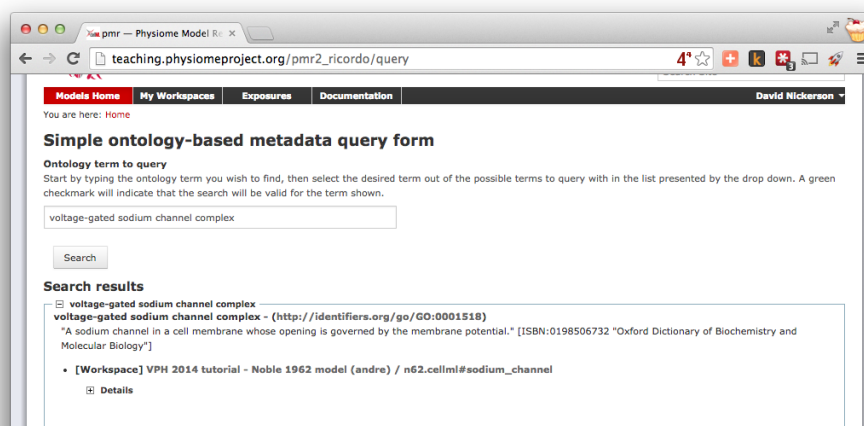 pmr — Physiome Model Re
teaching.physiomeproject.org/pmr2_ricordo/query
Models Home My Workspaces Exposures Documentation David Nickerson
You are here: Home
Simple ontology-based metadata query form
Ontology term to query
Start by typing the ontology term you wish to find, then select the desired term out of the possible terms to query with in the list presented by the drop down. A green
checkmark will indicate that the search will be valid for the term shown.
voltage-gated sodium channel complex
Search
Search results
voltage-gated sodium channel complex
voltage-gated sodium channel complex - (http://identifiers.org/go/GO:0001518)
"A sodium channel in a cell membrane whose opening is governed by the membrane potential." [ISBN:0198506732 "Oxford Dictionary of Biochemistry and
Molecular Biology"]
• [Workspace] VPH 2014 tutorial - Noble 1962 model (andre) / n62.cellml#sodium_channel
Details